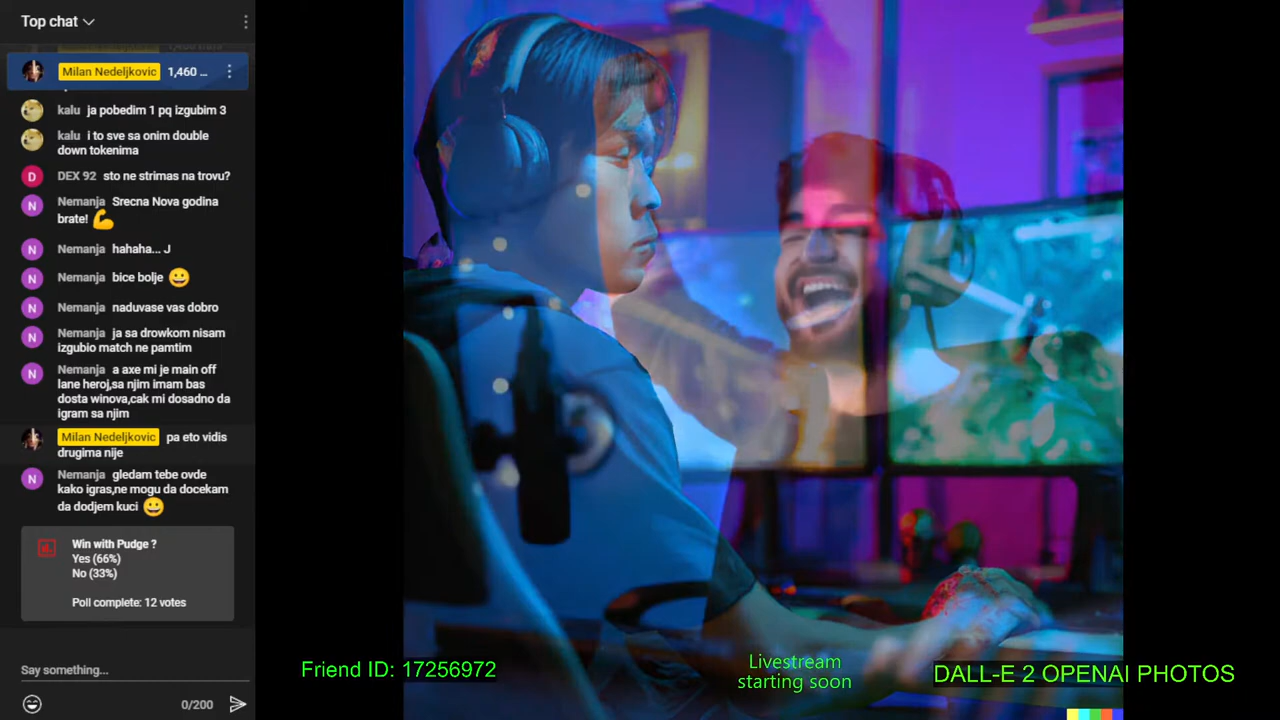 Top chat
Milan Nedeljkovic 1,460 ...
kalu ja pobedim 1 pq izgubim 3
kalu i to sve sa onim double
down tokenima
D DEX 92 sto ne strimas na trovu?
N Nemanja Srecna Nova godina
brate! 💪
N Nemanja hahaha... J
N Nemanja bice bolje 😀
N Nemanja naduvase vas dobro
N Nemanja ja sa drowkom nisam
izgubio match ne pamtim
N Nemanja a axe mi je main off
lane heroj,sa njim imam bas
dosta winova,cak mi dosadno da
igram sa njim
Milan Nedeljkovic pa eto vidis
drugima nije
N Nemanja gledam tebe ovde
kako igras,ne mogu da docekam
da dodjem kuci 😀
Win with Pudge ?
Yes (66%)
No (33%)
Poll complete: 12 votes
Say something...
0/200
Friend ID: 17256972
Livestream
starting soon
DALL-E 2 OPENAI PHOTOS